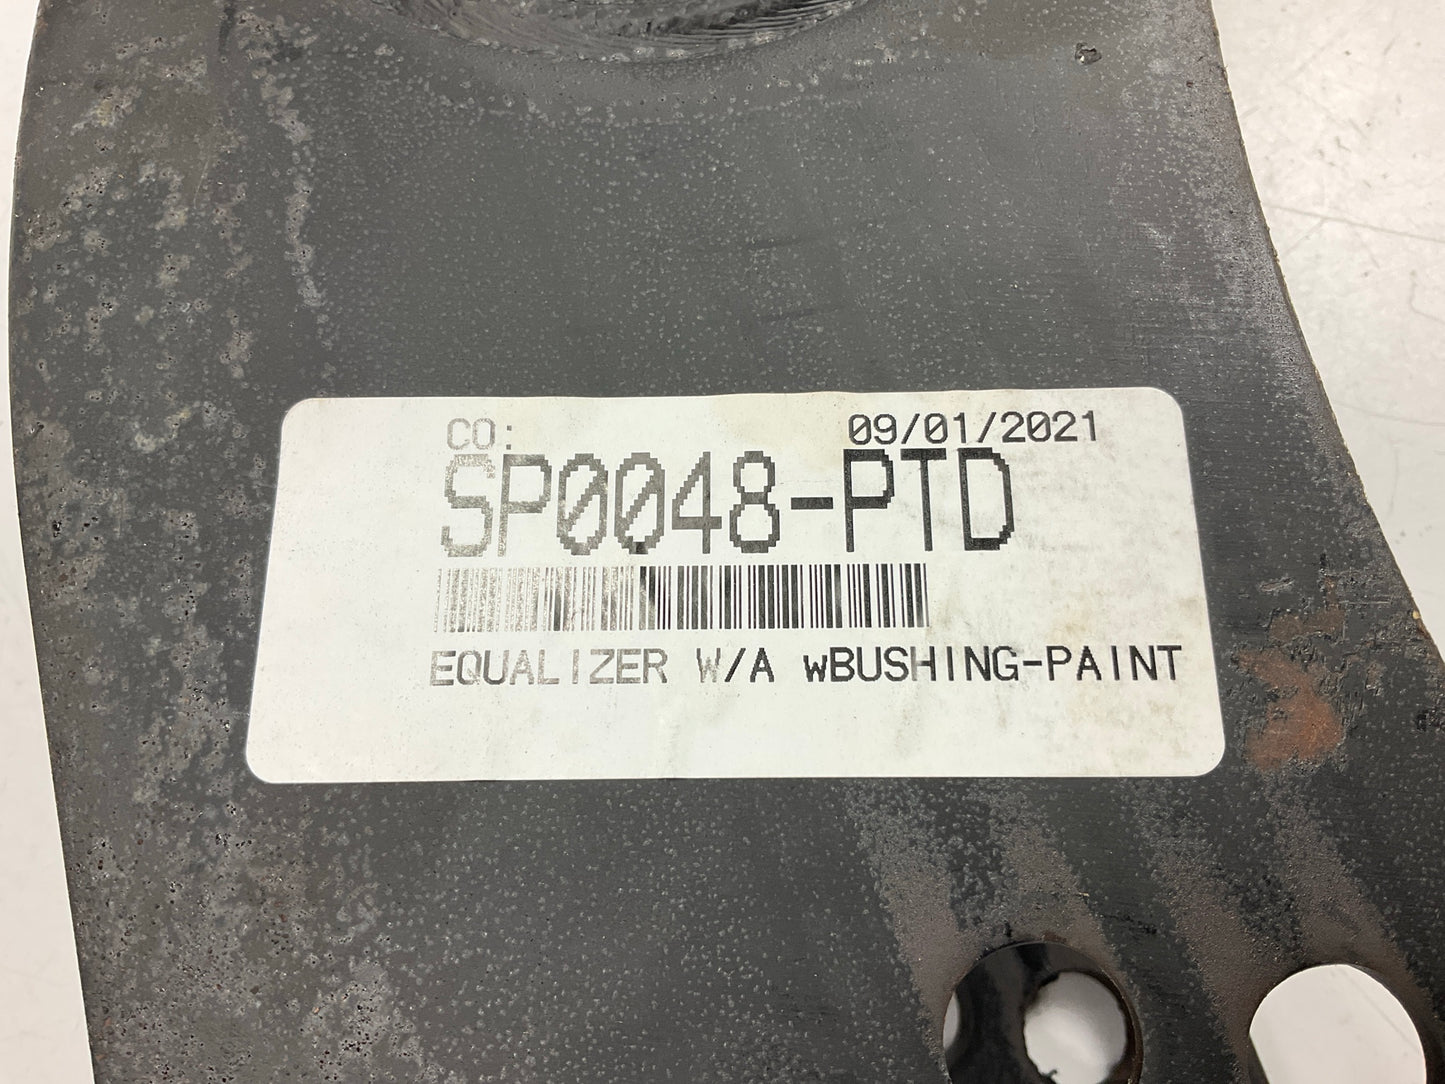 CO: 09/01/2021
SP0048-PTD
EQUALIZER W/A wBUSHING-PAINT